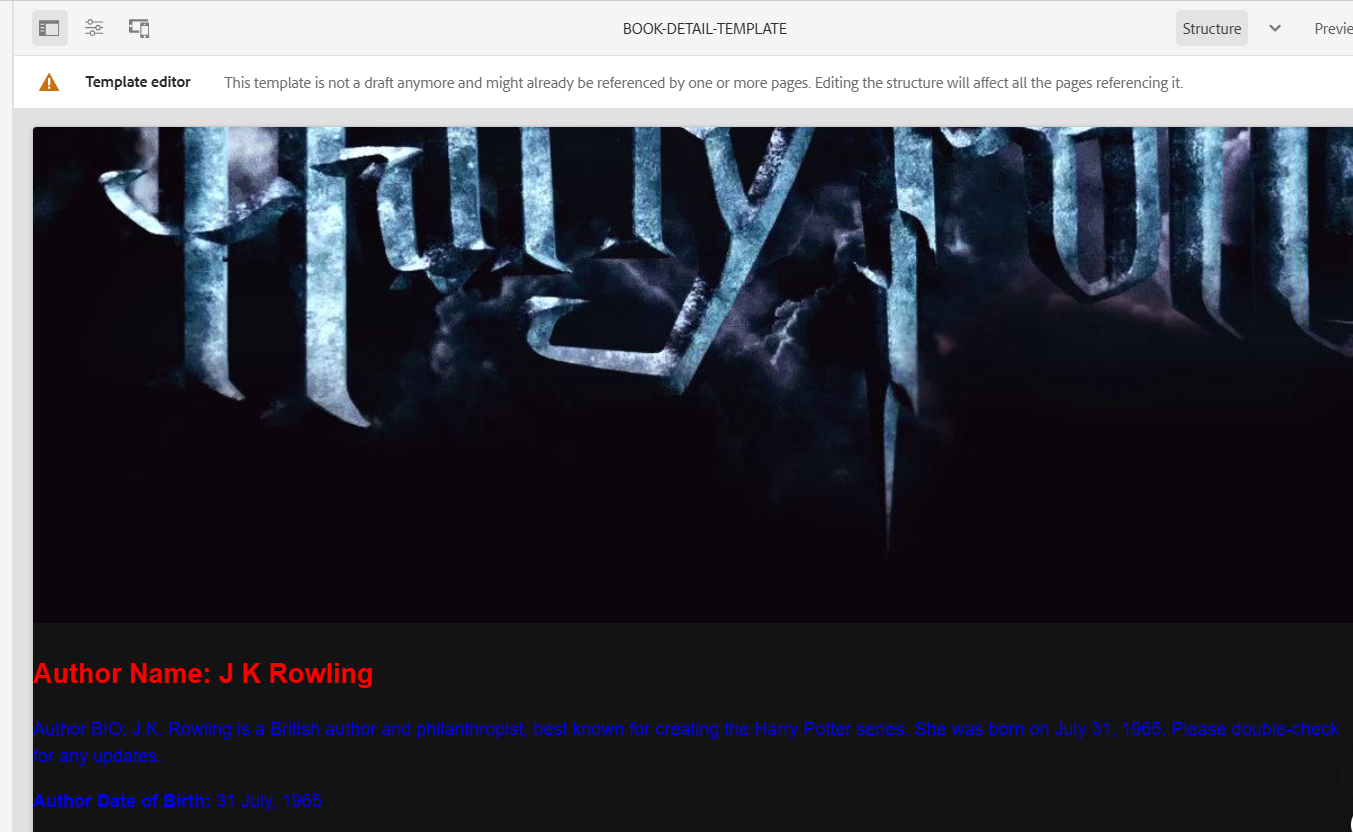 BOOK-DETAIL-TEMPLATE
Structure
Previe
Template editor
This template is not a draft anymore and might already be referenced by one or more pages. Editing the structure will affect all the pages referencing it.
Harry Pott
Author Name: J K Rowling
Author BIO: J.K. Rowling is a British author and philanthropist, best known for creating the Harry Potter series. She was born on July 31, 1965. Please double-check
for any updates.
Author Date of Birth: 31 July, 1965